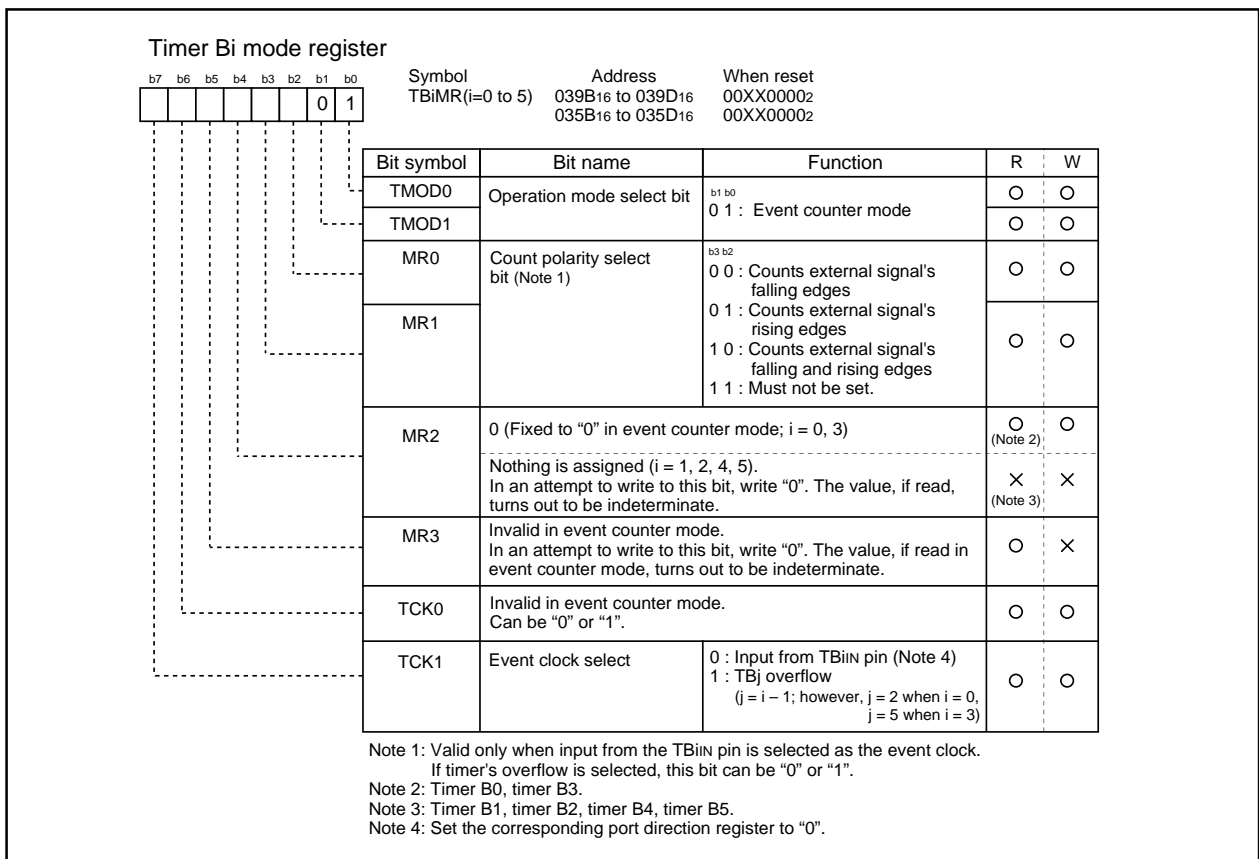 Timer Bi mode register
b7 b6 b5 b4 b3 b2 b1 b0
0 1
Symbol Address When reset
TBiMR(i=0 to 5) 039B16 to 039D16 00XX00002
035B16 to 035D16 00XX00002
Bit symbol Bit name Function R W
TMOD0 Operation mode select bit b1 b0
0 1 : Event counter mode
TMOD1
MR0 Count polarity select
bit (Note 1)
b3 b2
0 0 : Counts external signal's
falling edges
0 1 : Counts external signal's
rising edges
MR1
1 0 : Counts external signal's
falling and rising edges
1 1 : Must not be set.
MR2 0 (Fixed to “0” in event counter mode; i = 0, 3)
(Note 2)
Nothing is assigned (i = 1, 2, 4, 5).
In an attempt to write to this bit, write “0”. The value, if read,
turns out to be indeterminate.
(Note 3)
MR3 Invalid in event counter mode.
In an attempt to write to this bit, write “0”. The value, if read in
event counter mode, turns out to be indeterminate.
TCK0 Invalid in event counter mode.
Can be “0” or “1”.
TCK1 Event clock select 0 : Input from TBiIN pin (Note 4)
1 : TBj overflow
(j = i – 1; however, j = 2 when i = 0,
j = 5 when i = 3)
Note 1: Valid only when input from the TBiIN pin is selected as the event clock.
If timer's overflow is selected, this bit can be “0” or “1”.
Note 2: Timer B0, timer B3.
Note 3: Timer B1, timer B2, timer B4, timer B5.
Note 4: Set the corresponding port direction register to “0”.